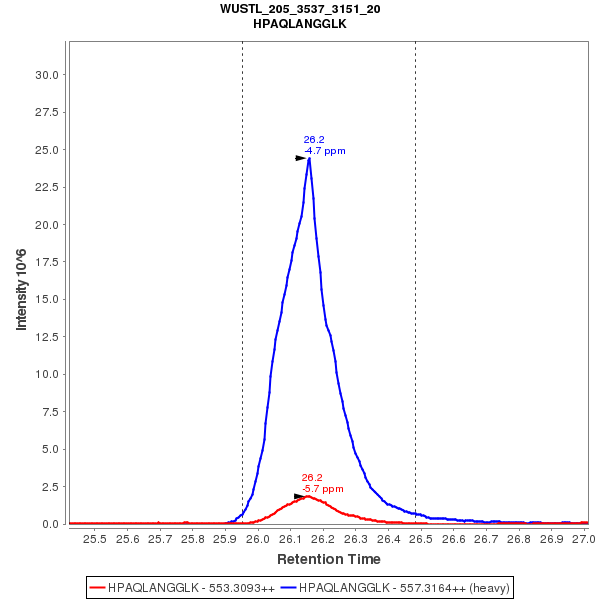 WUSTL_205_3537_3151_20
HPAQLANGGLK
Intensity 10^6
30.0
27.5
25.0
22.5
20.0
17.5
15.0
12.5
10.0
7.5
5.0
2.5
0.0
26.2
-4.7 ppm
26.2
-5.7 ppm
25.5 25.6 25.7 25.8 25.9 26.0 26.1 26.2 26.3 26.4 26.5 26.6 26.7 26.8 26.9 27.0
Retention Time
HPAQLANGGLK - 553.3093++ HPAQLANGGLK - 557.3164++ (heavy)